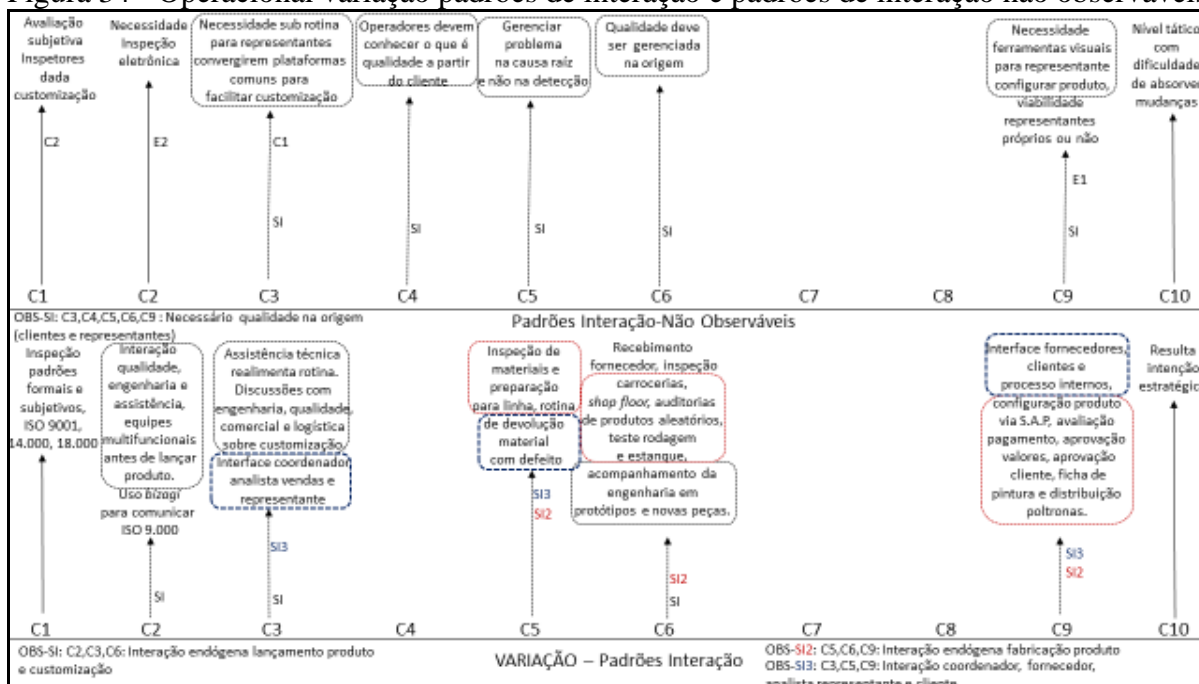 Figura 34 - Operacional variação padrões de interação e padrões de interação não observáveis
Avaliação
subjetiva
Inspetores
dada
customização
Necessidade
Inspeção
eletrônica
Necessidade sub rotina
para representantes
convergirem plataformas
comuns para
facilitar customização
Operadores devem
conhecer o que é
qualidade a partir
do cliente
Gerenciar
problema
na causa raíz
e não na detecção
Qualidade deve
ser gerenciada
na origem
Necessidade
ferramentas visuais
para representante
configurar produto,
viabilidade
representantes
próprios ou não
Nível tático
com
dificuldade
de absorver
mudanças
C2
E2
C1
E1
SI
SI
SI
SI
SI
C1
C2
C3
C4
C5
C6
C7
C8
C9
C10
OBS-SI: C3,C4,C5,C6,C9 : Necessário qualidade na origem
(clientes e representantes)
Padrões Interação-Não Observáveis
Inspeção
padrões
formais e
subjetivos,
ISO 9001,
14.000, 18.000
Interação
qualidade,
engenharia e
assistência,
equipes
multifuncionais
antes de lançar
produto.
Uso bizagi
para comunicar
ISO 9.000
Assistência técnica
realimenta rotina.
Discussões com
engenharia, qualidade,
comercial e logística
sobre customização.
Interface coordenador,
analista vendas e
representante
Inspeção de
materiais e
preparação
para linha, rotina
de devolução
material
com defeito
Recebimento
fornecedor, inspeção
carrocerias,
shop floor, auditorias
de produtos aleatórios,
teste rodagem
e estanque,
acompanhamento da
engenharia em
protótipos e novas peças.
Interface fornecedores,
clientes e
processo internos,
configuração produto
via S.A.P, avaliação
pagamento, aprovação
valores, aprovação
cliente, ficha de
pintura e distribuição
poltronas.
Resulta
intenção
estratégica
SI
SI3
SI
SI3
SI2
SI2
SI
SI3
SI2
C1
C2
C3
C4
C5
C6
C7
C8
C9
C10
OBS-SI: C2,C3,C6: Interação endógena lançamento produto
e customização
VARIAÇÃO – Padrões Interação
OBS-SI2: C5,C6,C9: Interação endógena fabricação produto
OBS-SI3: C3,C5,C9: Interação coordenador, fornecedor,
analista representante e cliente